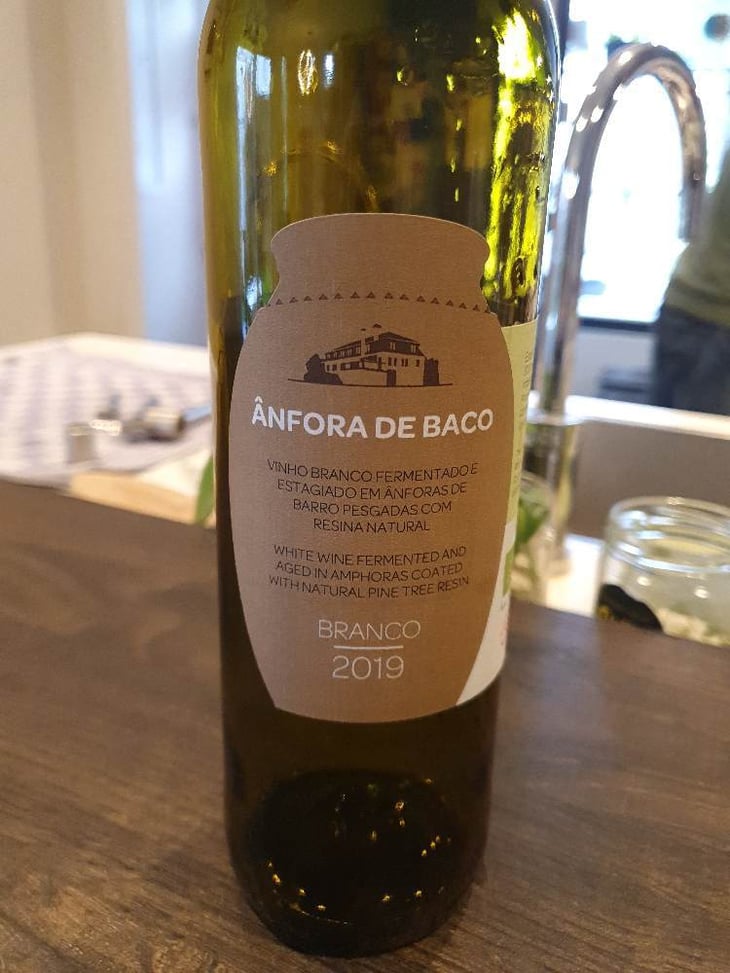 ÂNFORA DE BACO
VINHO BRANCO FERMENTADO E
ESTAGIADO EM ÂNFORAS DE
BARRO PESGADAS COM
RESINA NATURAL
WHITE WINE FERMENTED AND
AGED IN AMPHORAS COATED
WITH NATURAL PINE TREE RESIN
BRANCO
2019